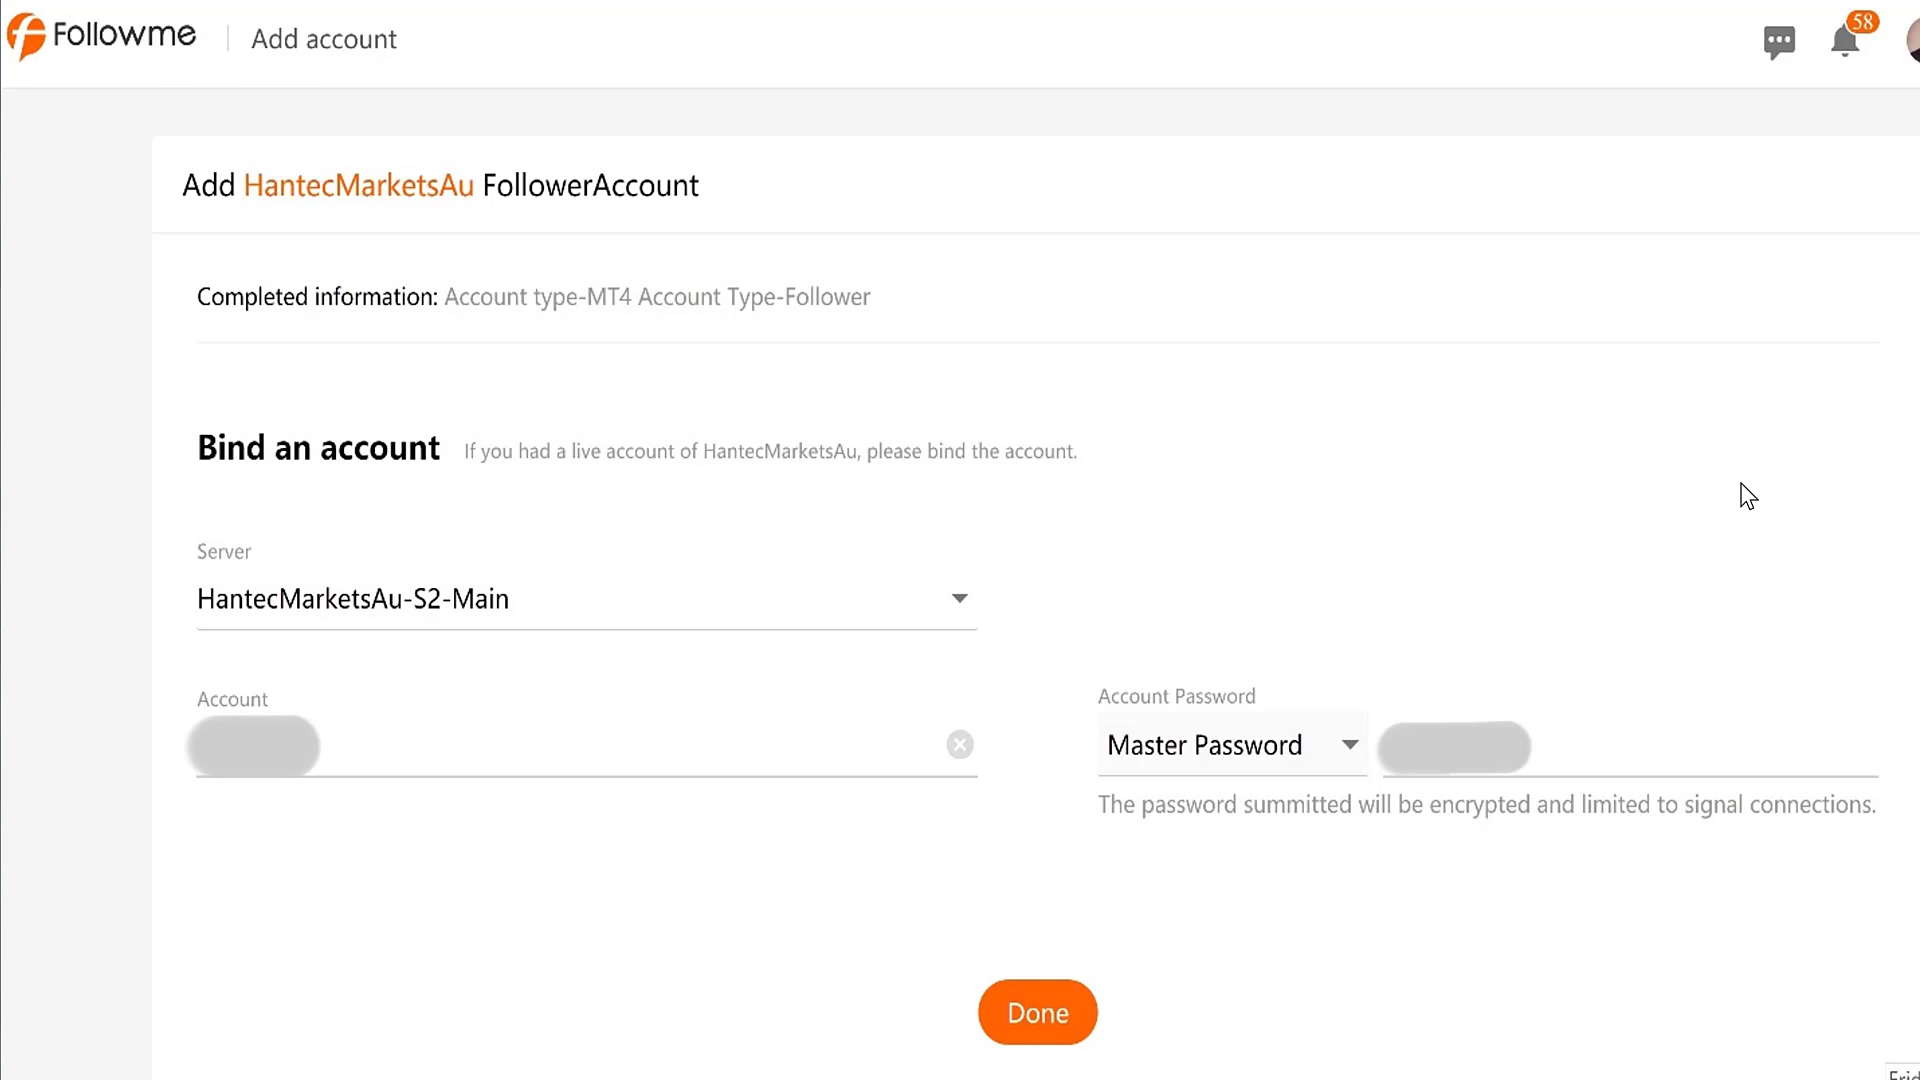 Followme
Add account
58
Add HantecMarketsAu FollowerAccount
Completed information: Account type-MT4 Account Type-Follower
Bind an account If you had a live account of HantecMarketsAu, please bind the account.
Server
HantecMarketsAu-S2-Main
Account
Account Password
Master Password
The password summitted will be encrypted and limited to signal connections.
Done